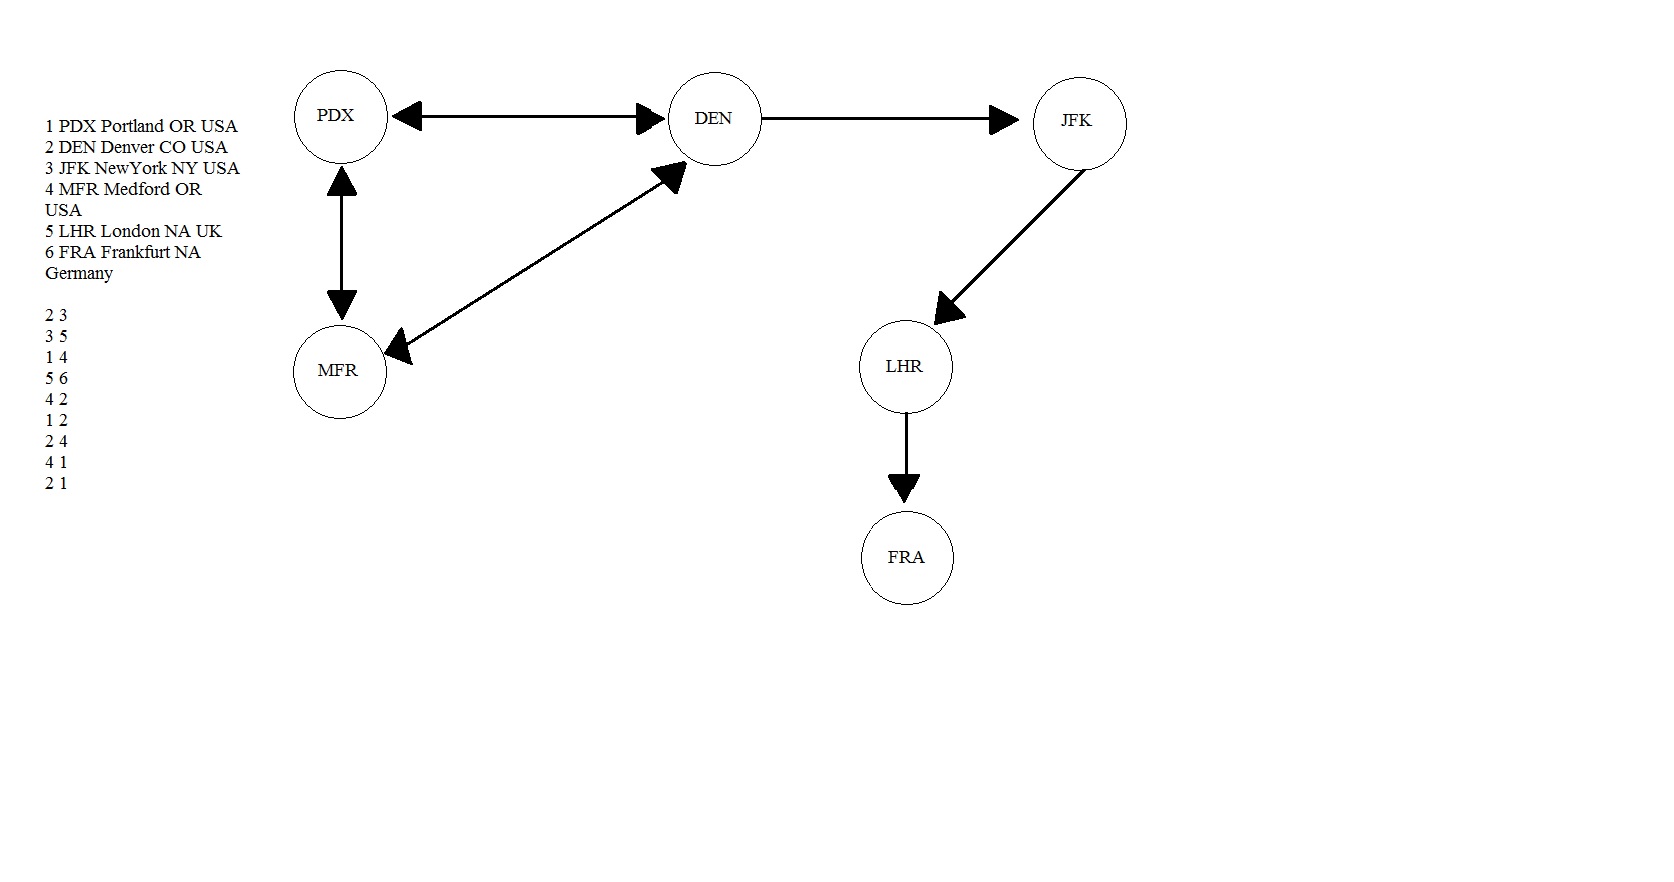 1 PDX Portland OR USA
2 DEN Denver CO USA
3 JFK NewYork NY USA
4 MFR Medford OR
USA
5 LHR London NA UK
6 FRA Frankfurt NA
Germany
2 3
3 5
1 4
5 6
4 2
1 2
2 4
4 1
2 1
PDX
DEN
JFK
MFR
LHR
FRA